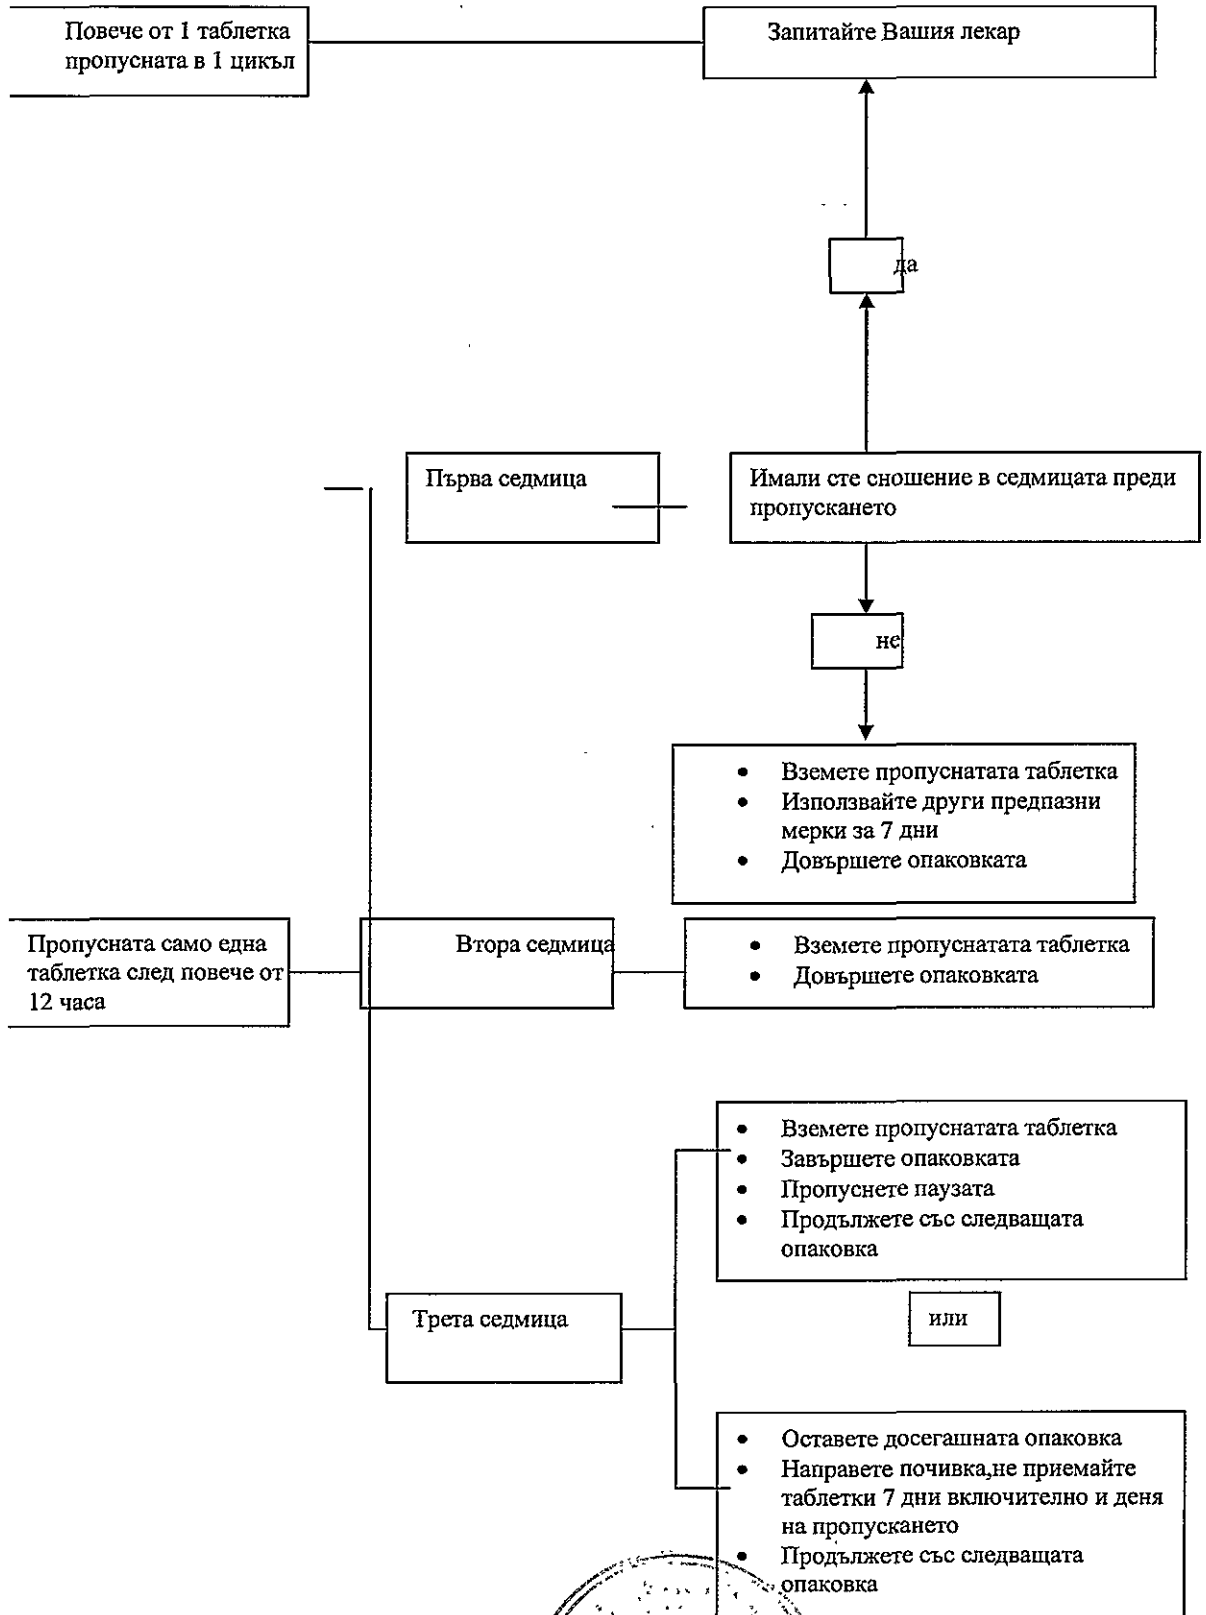 Повече от 1 таблетка
пропусната в 1 цикъл
Запитайте Вашия лекар
да
Първа седмица
Имали сте сношение в седмицата преди
пропускането
не
• Вземете пропуснатата таблетка
• Използвайте други предпазни
мерки за 7 дни
• Довършете опаковката
Пропусната само една
таблетка след повече от
12 часа
Втора седмица
• Вземете пропуснатата таблетка
• Довършете опаковката
• Вземете пропуснатата таблетка
• Завършете опаковката
• Пропуснете паузата
• Продължете със следващата
опаковка
Трета седмица
или
• Оставете досегашната опаковка
• Направете почивка,не приемайте
таблетки 7 дни включително и деня
на пропускането
• Продължете със следващата
опаковка